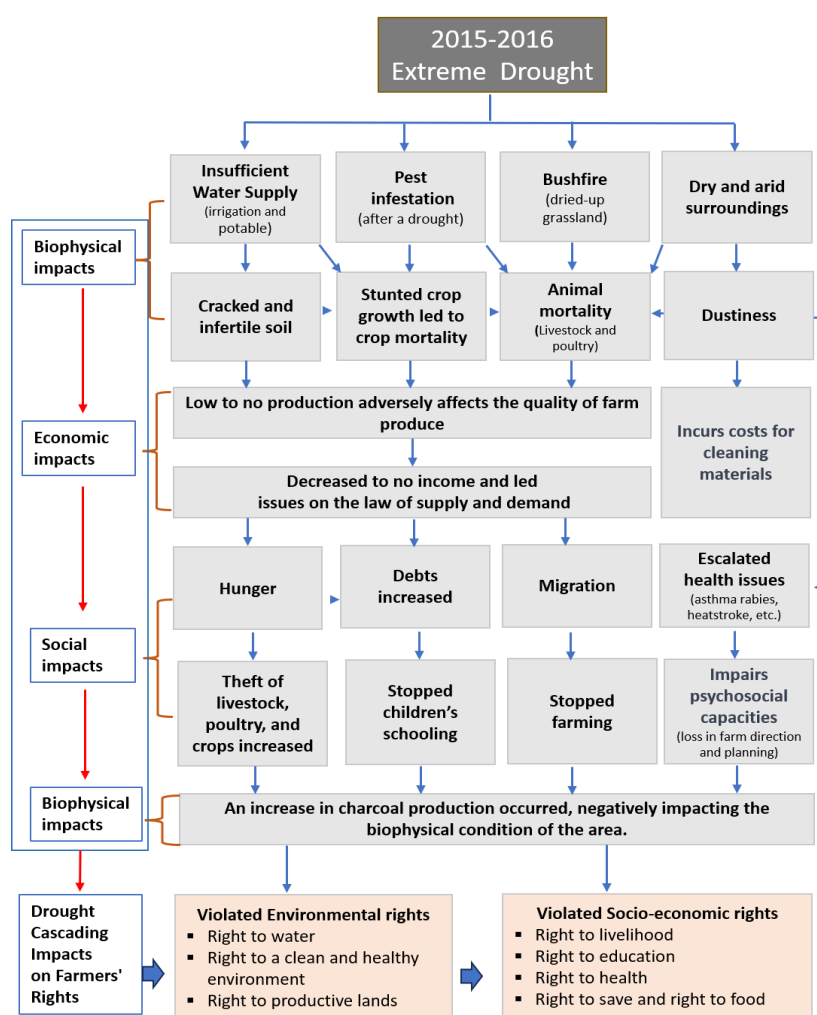 2015-2016
Extreme Drought
Insufficient
Water Supply
(irrigation and
potable)
Pest
infestation
(after a drought)
Bushfire
(dried-up
grassland)
Dry and arid
surroundings
Biophysical
impacts
Cracked and
infertile soil
Stunted crop
growth led to
crop mortality
Animal
mortality
(Livestock and
poultry)
Dustiness
Economic
impacts
Low to no production adversely affects the quality of farm
produce
Incurs costs for
cleaning
materials
Decreased to no income and led
issues on the law of supply and demand
Social
impacts
Hunger
Debts
increased
Migration
Escalated
health issues
(asthma rabies,
heatstroke, etc.)
Theft of
livestock,
poultry, and
crops increased
Stopped
children's
schooling
Stopped
farming
Impairs
psychosocial
capacities
(loss in farm direction
and planning)
Biophysical
impacts
An increase in charcoal production occurred, negatively impacting the
biophysical condition of the area.
Drought
Cascading
Impacts
on Farmers'
Rights
Violated Environmental rights
▪ Right to water
▪ Right to a clean and healthy
environment
▪ Right to productive lands
Violated Socio-economic rights
▪ Right to livelihood
▪ Right to education
▪ Right to health
▪ Right to save and right to food